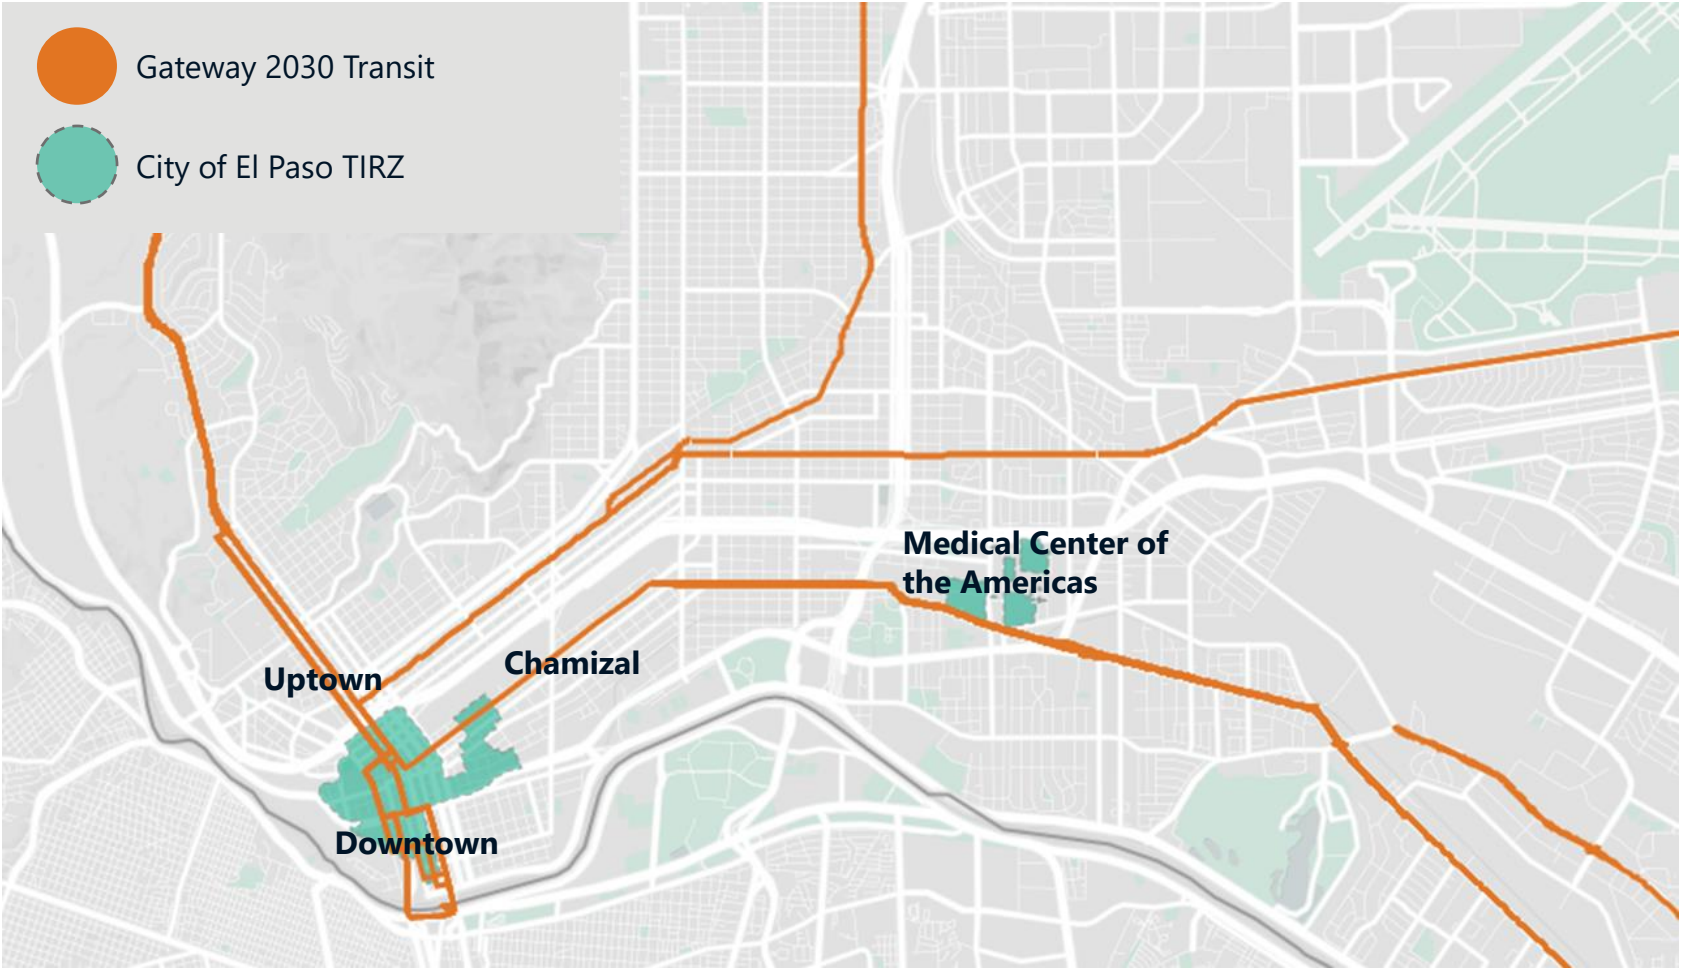 Gateway 2030 Transit
City of El Paso TIRZ
Medical Center of
the Americas
Chamizal
Uptown
Downtown